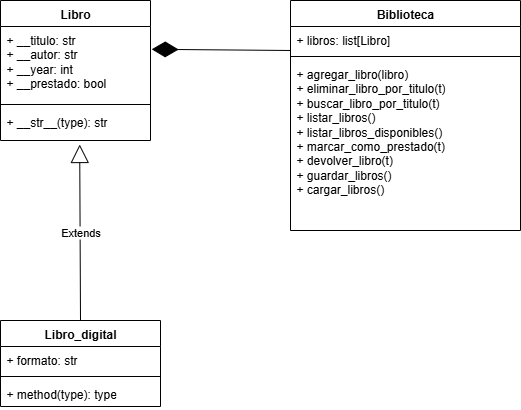 Libro
+ __titulo: str
+ __autor: str
+ __year: int
+ __prestado: bool
+ __str__(type): str
Biblioteca
+ libros: list[Libro]
+ agregar_libro(libro)
+ eliminar_libro_por_titulo(t)
+ buscar_libro_por_titulo(t)
+ listar_libros()
+ listar_libros_disponibles()
+ marcar_como_prestado(t)
+ devolver_libro(t)
+ guardar_libros()
+ cargar_libros()
Extends
Libro_digital
+ formato: str
+ method(type): type